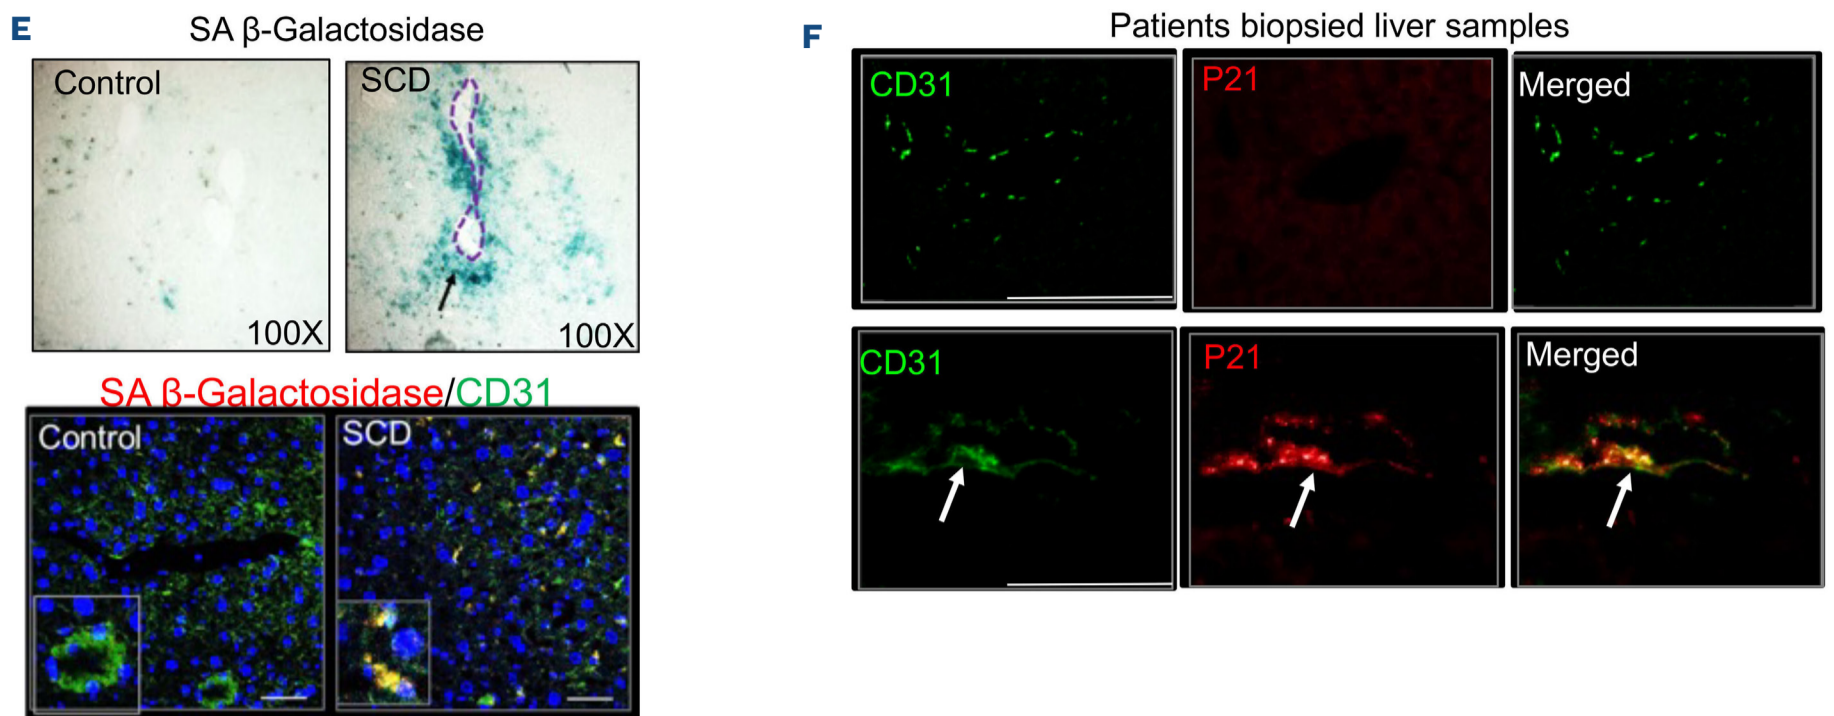 E
SA β-Galactosidase
Control
SCD
100X
100X
SA β-Galactosidase/CD31
Control
SCD
F
Patients biopsied liver samples
CD31
P21
Merged
CD31
P21
Merged